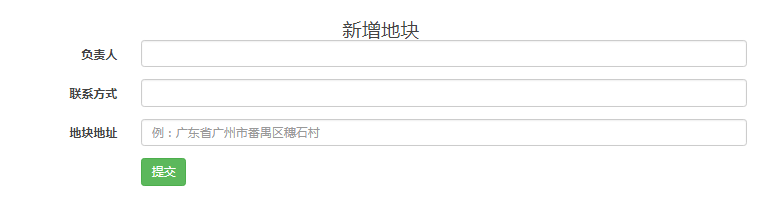 新增地块
负责人
联系方式
地块地址
例：广东省广州市番禺区穗石村
提交